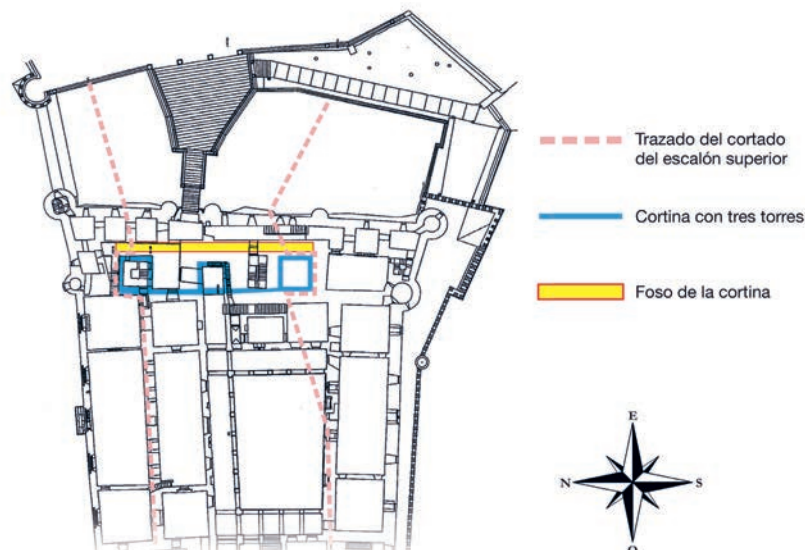 Trazado del cortado
del escalón superior
Cortina con tres torres
Foso de la cortina
E
N
S
O